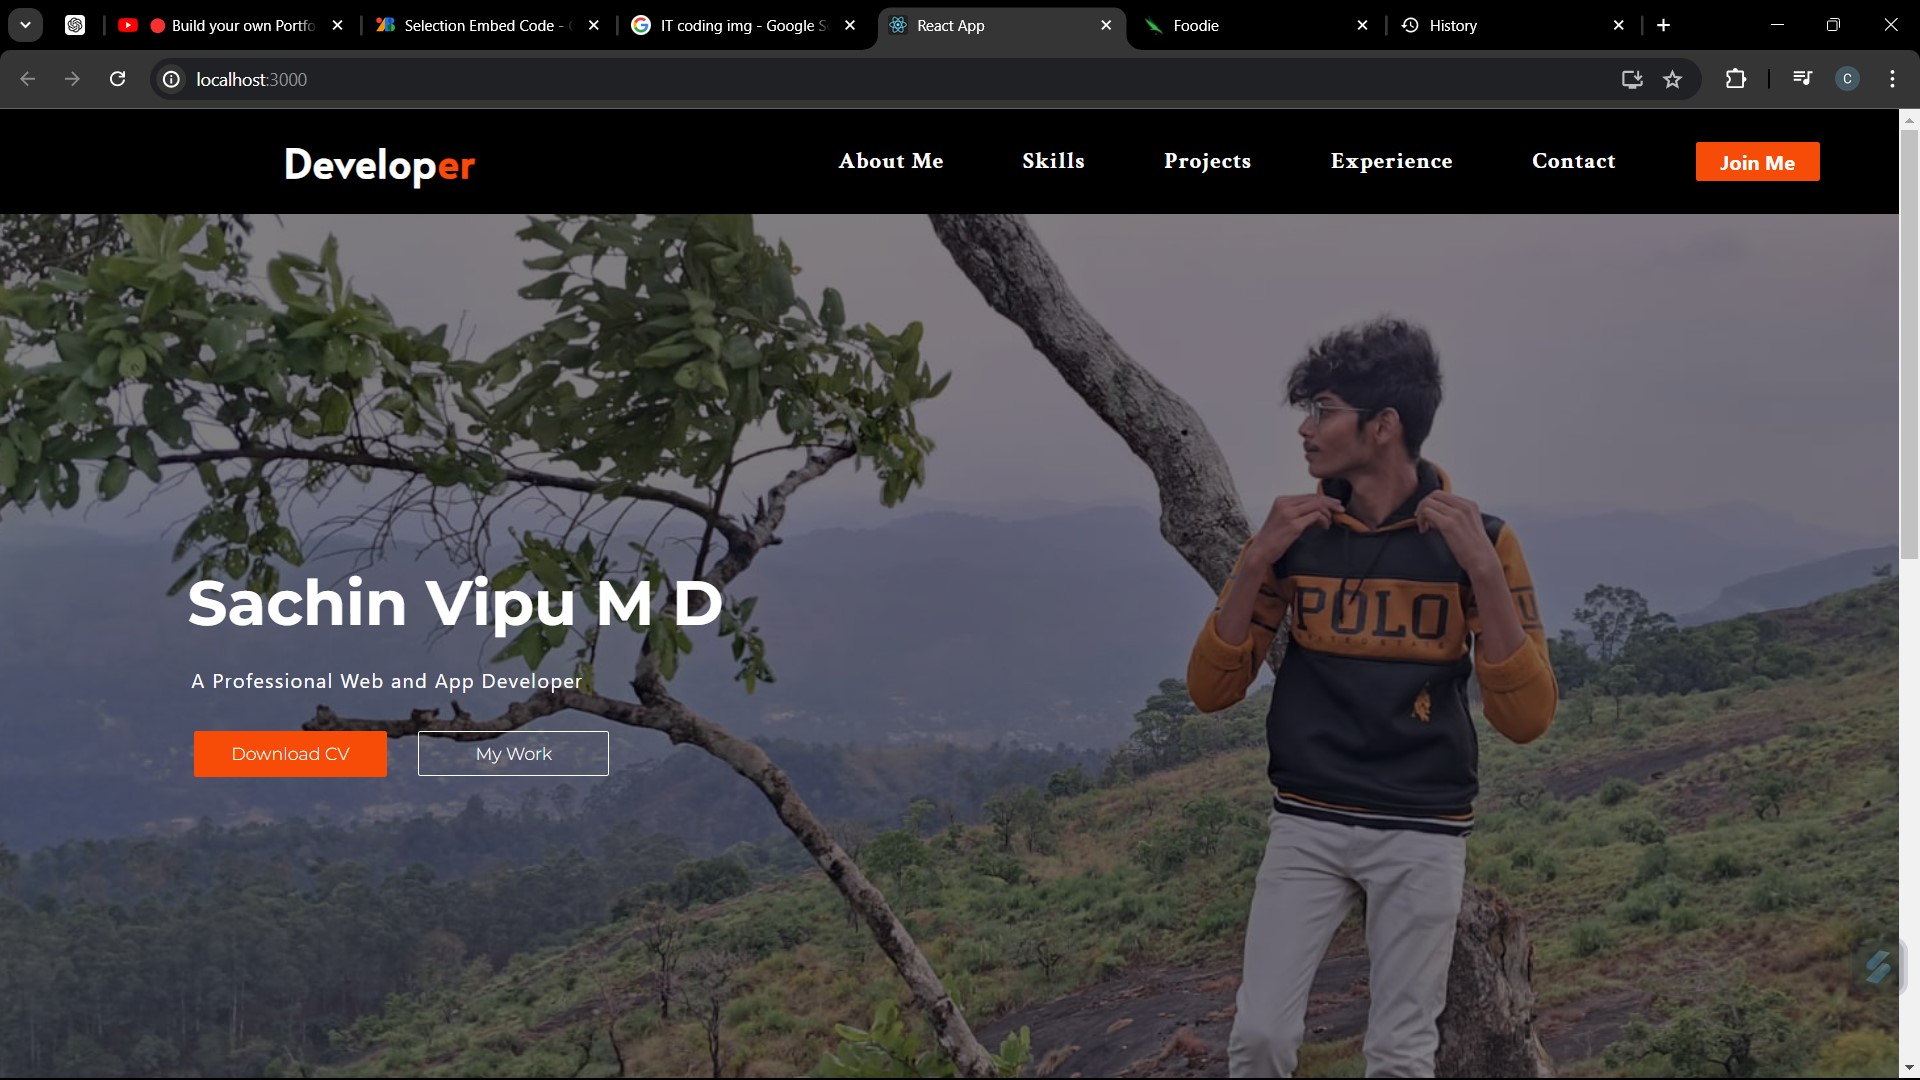 Build your own Portfo
Selection Embed Code -
IT coding img - Google S
React App
Foodie
History
localhost:3000
C
Developer
About Me
Skills
Projects
Experience
Contact
Join Me
POLO
Sachin Vipu M D
A Professional Web and App Developer
Download CV
My Work